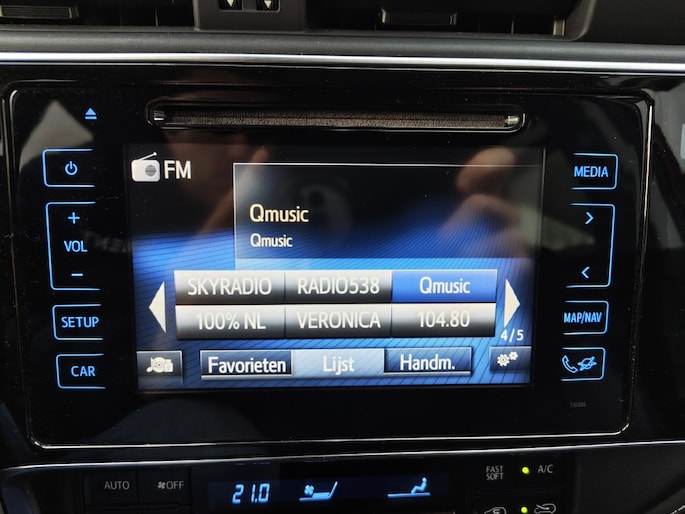 FM
MEDIA
Qmusic
Qmusic
+
VOL
−
SKYRADIO RADIO538 Qmusic
100% NL VERONICA 104.80
SETUP
MAP/NAV
4/5
Favorieten Lijst Handm.
CAR
FAST
SOFT
A/C
AUTO OFF
21.0